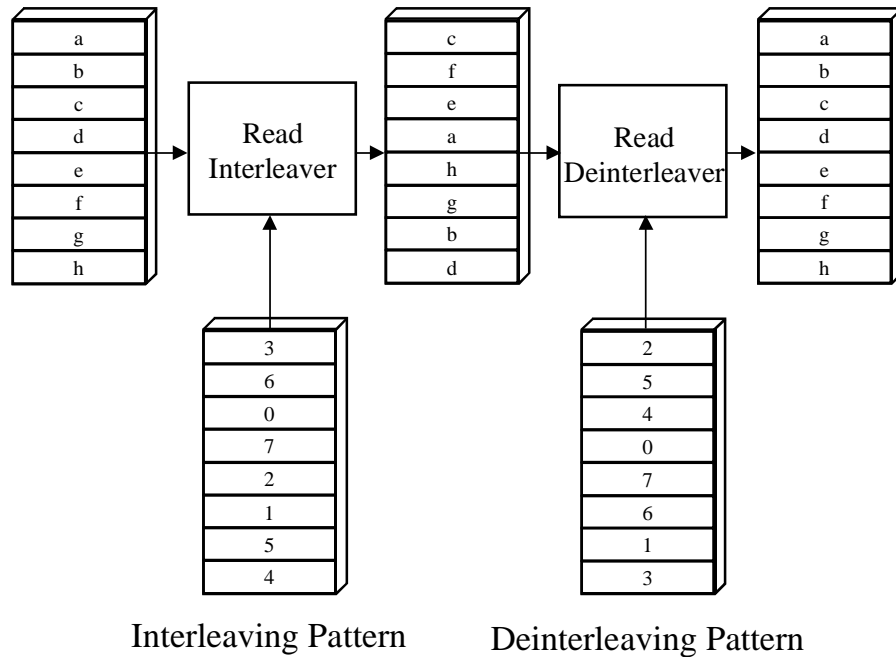 a
b
c
d
e
f
g
h
Read
Interleaver
c
f
e
a
h
g
b
d
Read
Deinterleaver
a
b
c
d
e
f
g
h
3
6
0
7
2
1
5
4
Interleaving Pattern
2
5
4
0
7
6
1
3
Deinterleaving Pattern